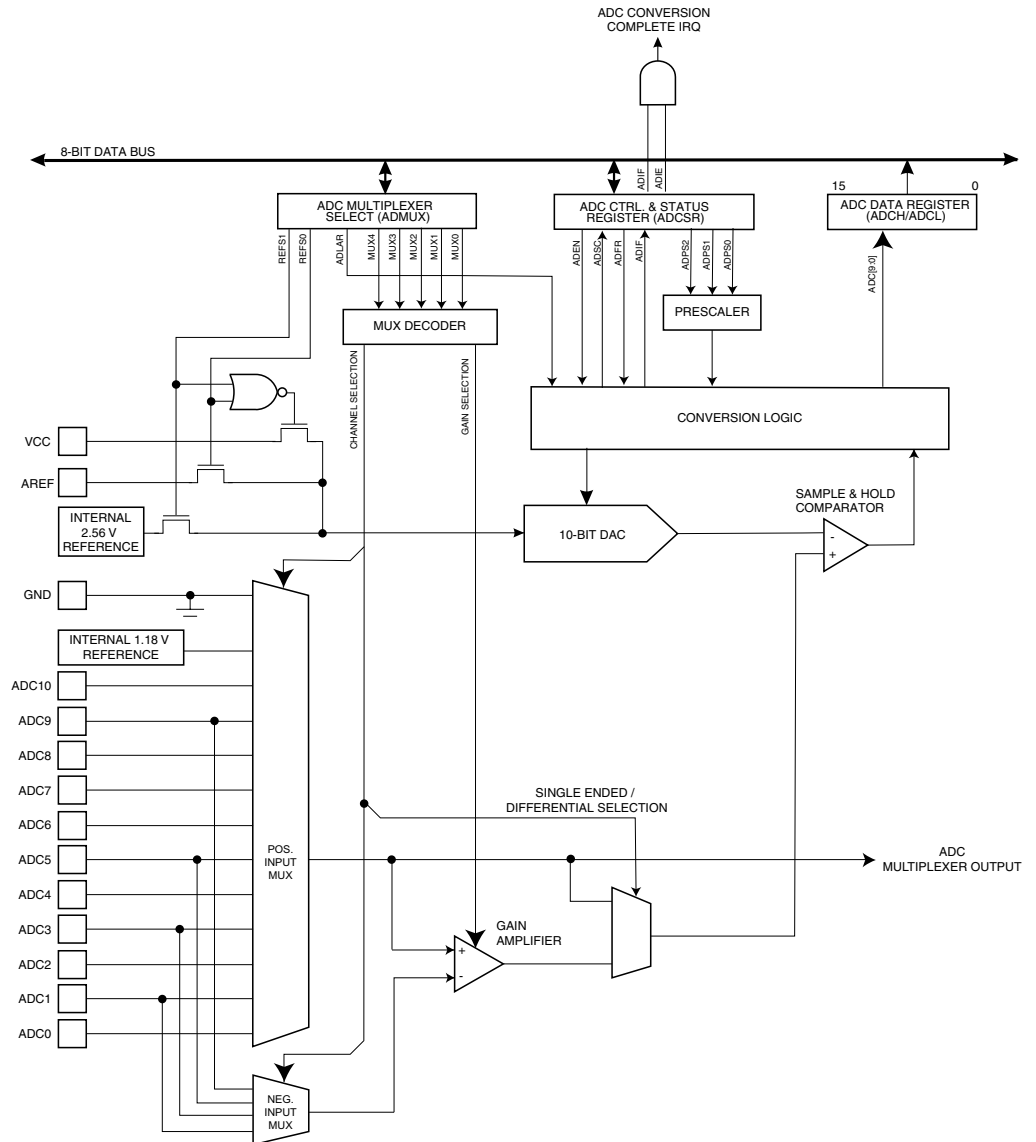 ADC CONVERSION
COMPLETE IRQ
8-BIT DATA BUS
ADIF
ADIE
15
0
ADC MULTIPLEXER
SELECT (ADMUX)
ADC CTRL. & STATUS
REGISTER (ADCSR)
ADC DATA REGISTER
(ADCH/ADCL)
REFS1
REFS0
ADLAR
MUX4
MUX3
MUX2
MUX1
MUX0
ADEN
ADSC
ADFR
ADIF
ADPS2
ADPS1
ADPS0
ADC[9:0]
MUX DECODER
PRESCALER
CHANNEL SELECTION
GAIN SELECTION
CONVERSION LOGIC
VCC
AREF
INTERNAL
2.56 V
REFERENCE
10-BIT DAC
SAMPLE & HOLD
COMPARATOR
-
+
GND
INTERNAL 1.18 V
REFERENCE
ADC10
ADC9
ADC8
ADC7
ADC6
ADC5
ADC4
ADC3
ADC2
ADC1
ADC0
POS.
INPUT
MUX
SINGLE ENDED /
DIFFERENTIAL SELECTION
ADC
MULTIPLEXER OUTPUT
GAIN
AMPLIFIER
+
-
NEG.
INPUT
MUX